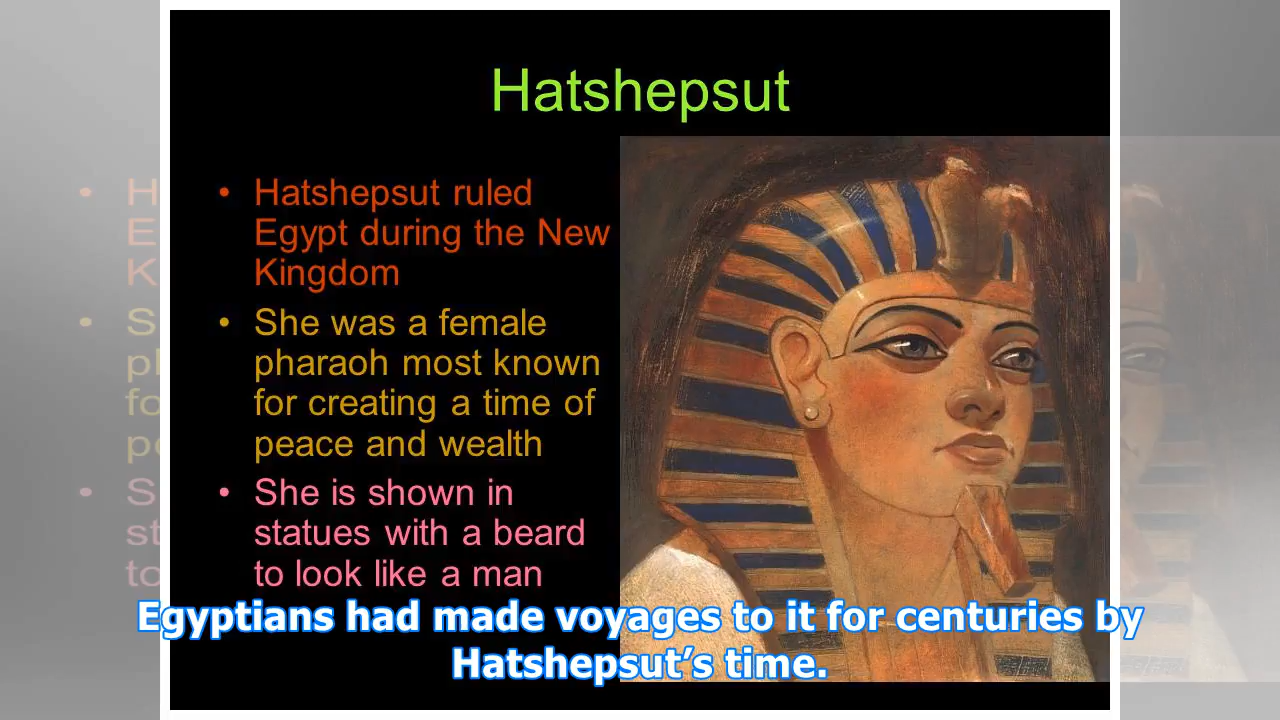 Hatshepsut
• Hatshepsut ruled
Egypt during the New
Kingdom
• She was a female
pharaoh most known
for creating a time of
peace and wealth
• She is shown in
statues with a beard
to look like a man
Egyptians had made voyages to it for centuries by
Hatshepsut’s time.